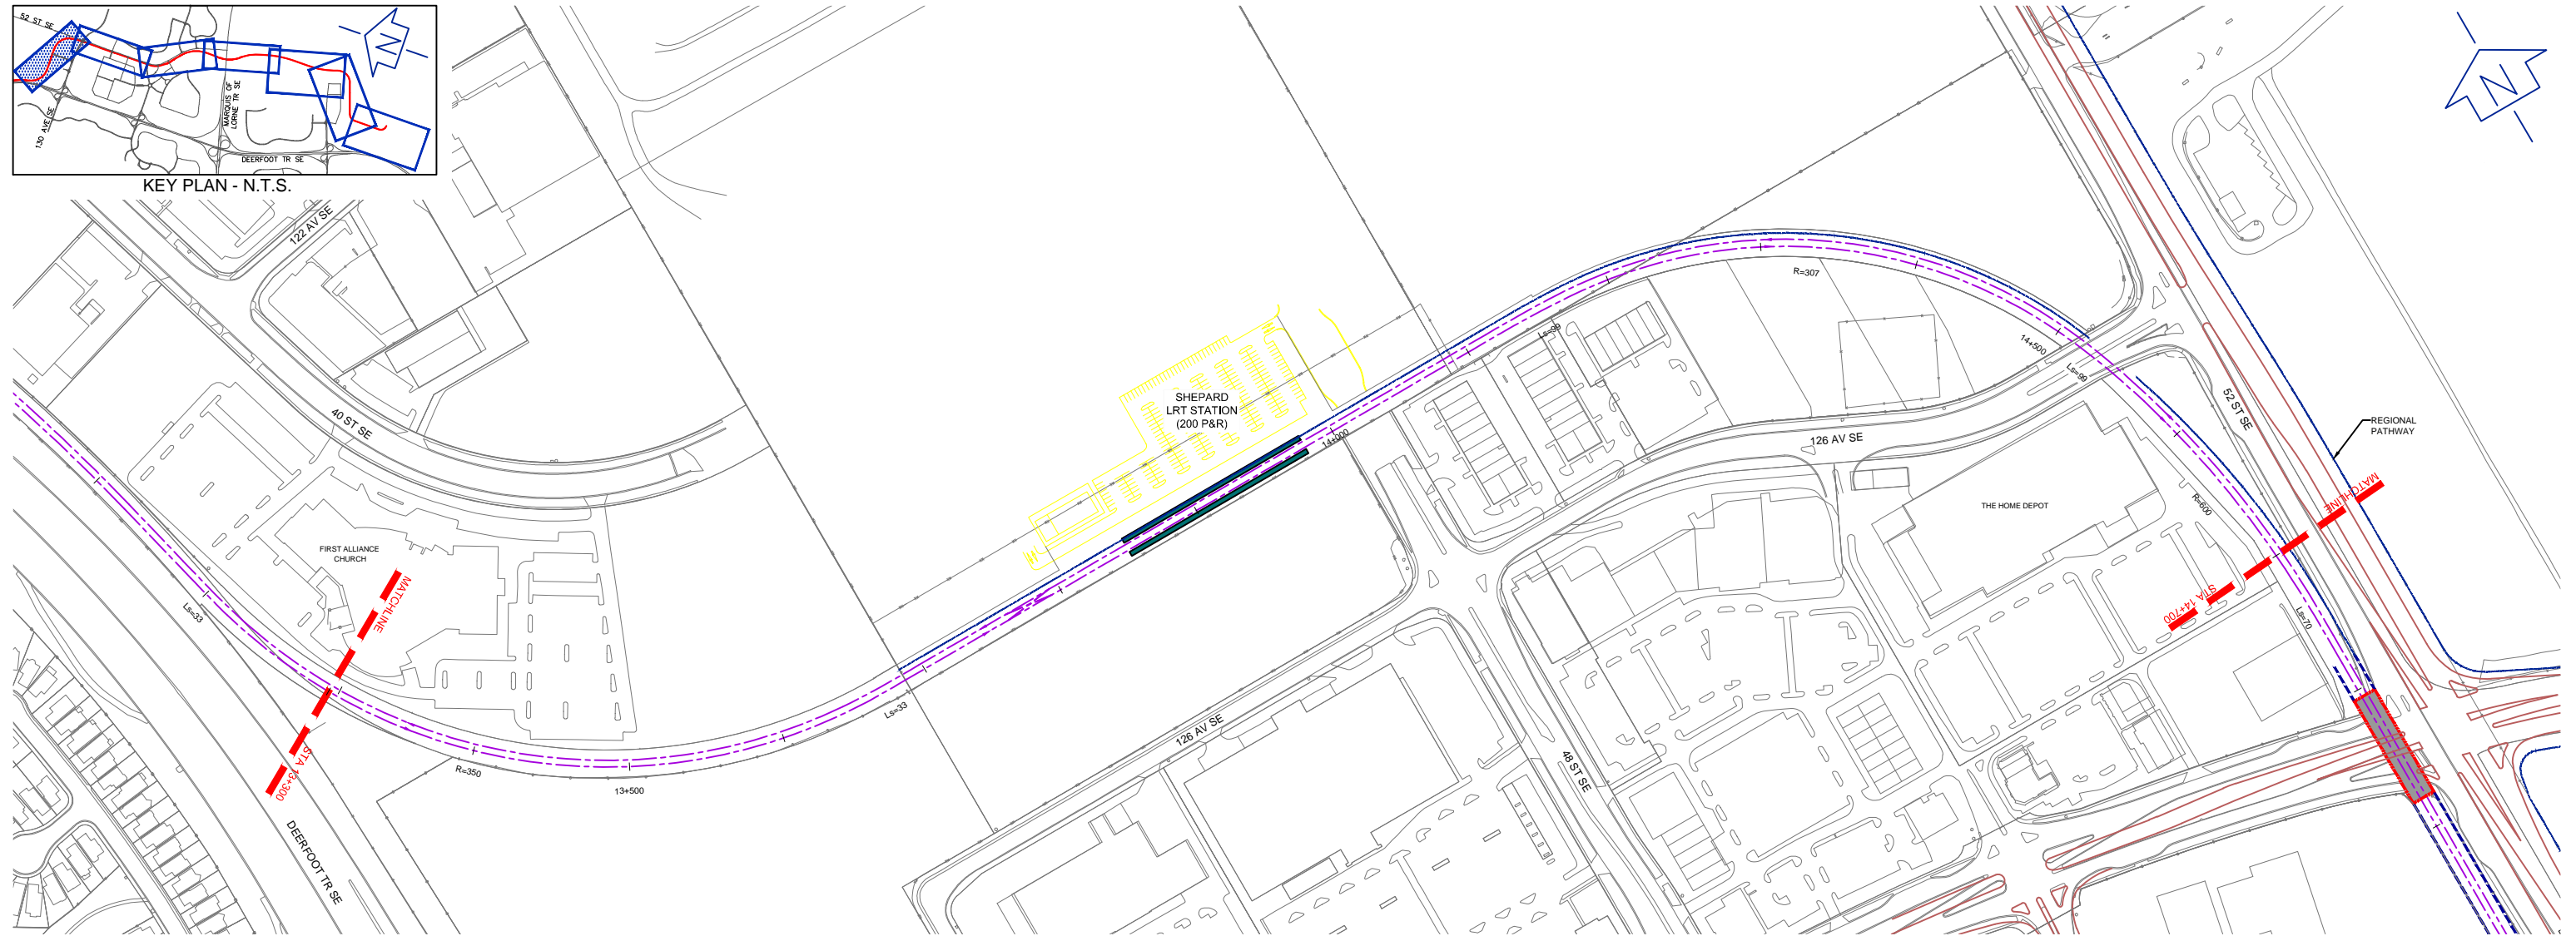 52 ST SE
130 AVE SE
MARQUIS OF
LORNE TR SE
DEERFOOT TR SE
N
KEY PLAN - N.T.S.
N
122 AV SE
40 ST SE
FIRST ALLIANCE
CHURCH
MATCHLINE
STA 13+300
Ls=33
R=350
13+500
DEERFOOT TR SE
Ls=33
SHEPARD
LRT STATION
(200 P&R)
14+000
Ls=99
R=307
14+500
Ls=99
126 AV SE
126 AV SE
48 ST SE
52 ST SE
THE HOME DEPOT
R=600
REGIONAL
PATHWAY
MATCHLINE
STA 14+700
Ls=70